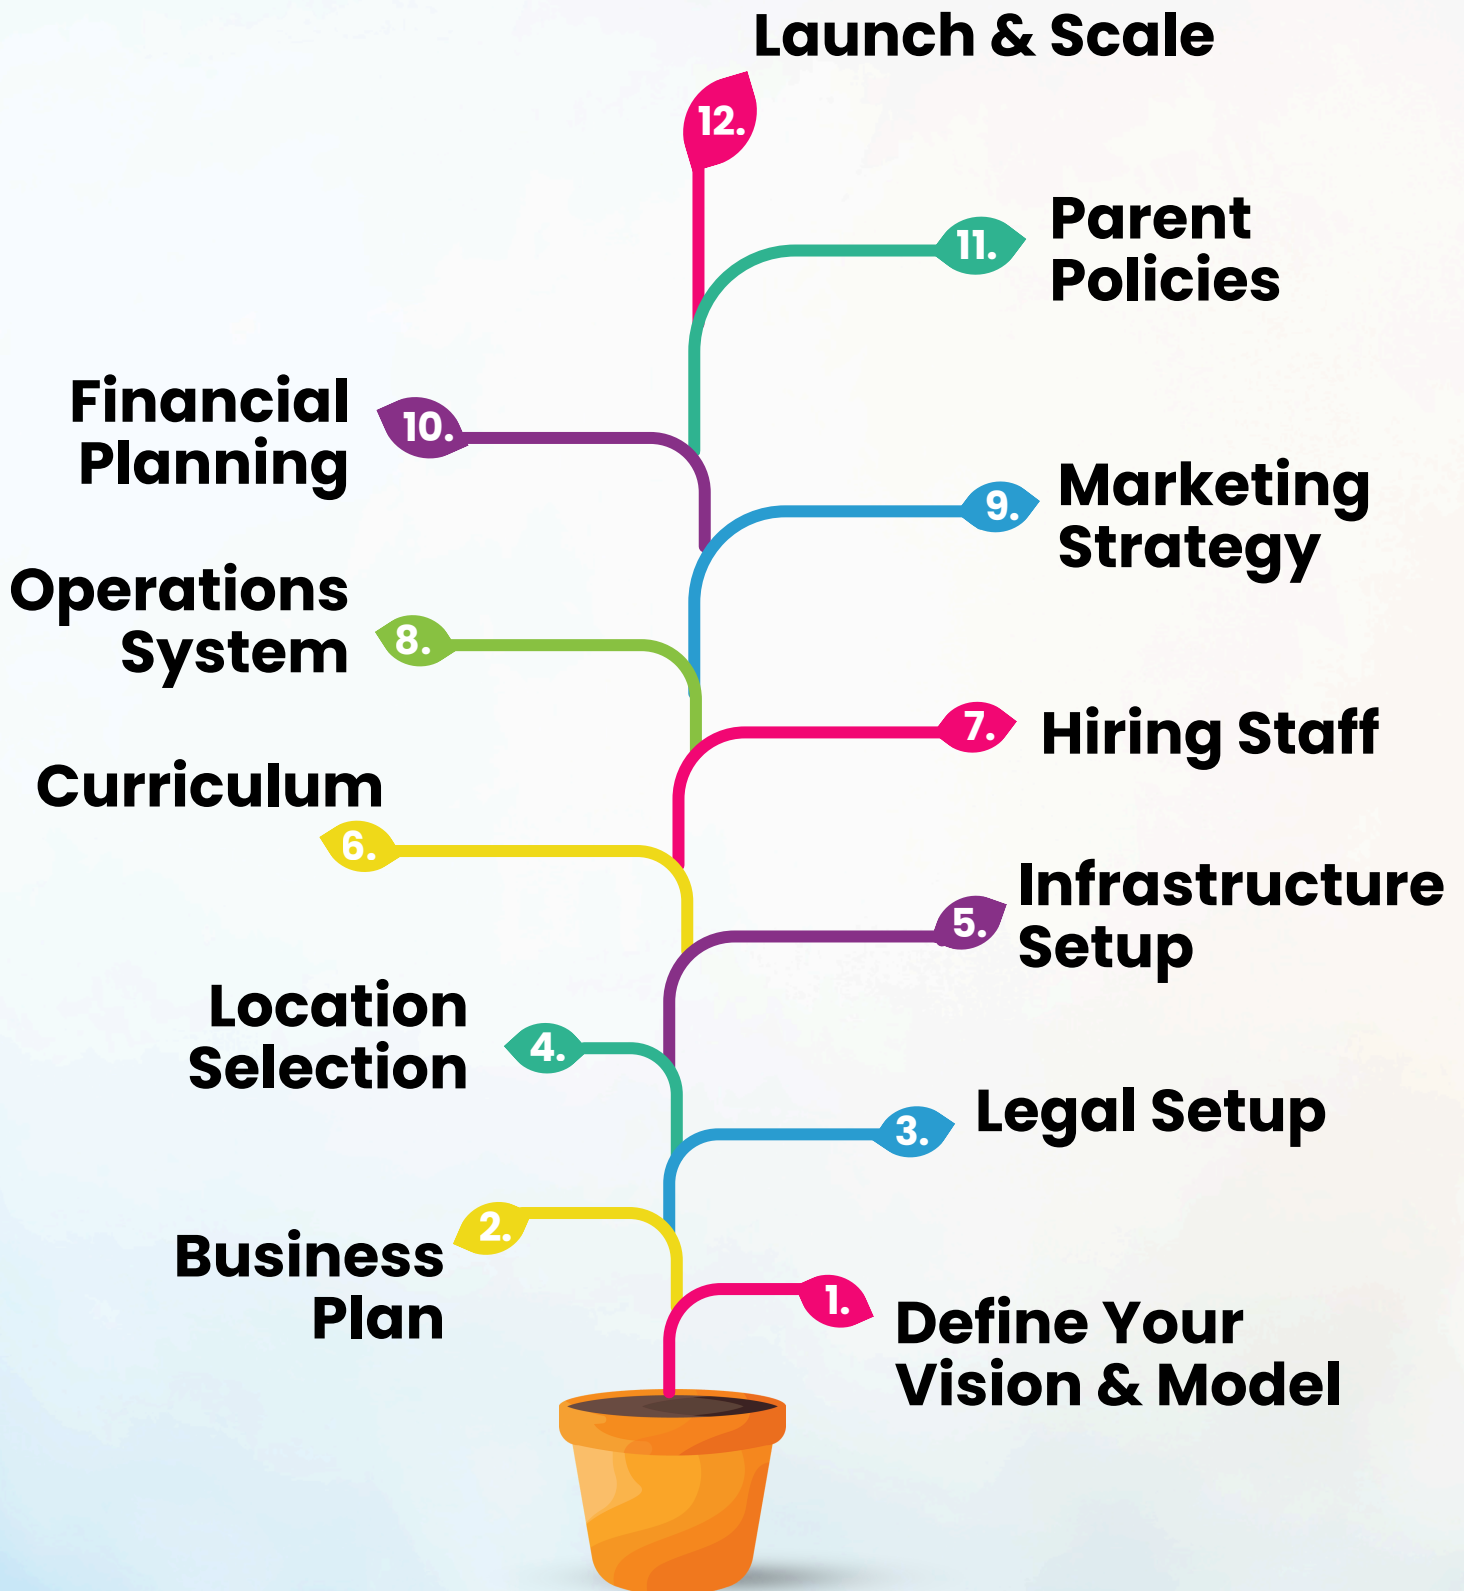 Launch & Scale
12.
11.
Parent
Policies
Financial
Planning
10.
9.
Marketing
Strategy
Operations
System
8.
7.
Hiring Staff
Curriculum
6.
5.
Infrastructure
Setup
Location
Selection
4.
3.
Legal Setup
2.
Business
Plan
1.
Define Your
Vision & Model